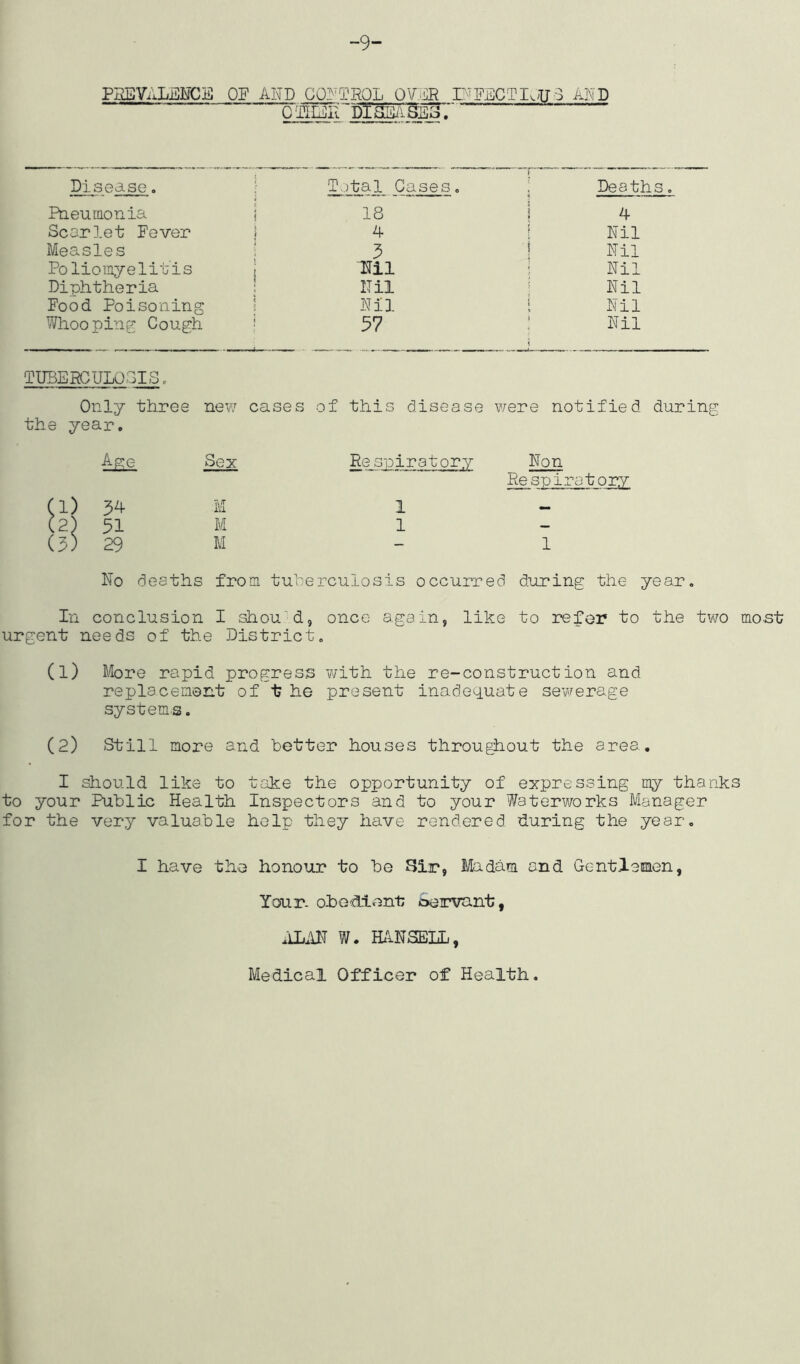 -9-
PREVALENCE OF AND CONTROL OVER INFECTIOUS AND
OTHER DISEASES.
Disease. Total Cases. Deaths.
Pneumonia 18 4
Scarlet Fever 4 Nil
Measles 3 Nil
Poliomyelitis Nil Nil
Diphtheria Nil Nil
Food Poisoning Nil Nil
Whooping Cough 57 Nil
TUBERCULOSIS.
Only three new cases of this disease were notified during
the year.
Age Sex Respiratory Non
Respiratory
(1) 34 M 1 -
(2) 51 M 1 -
(3) 29 M - 1
No deaths from tuberculosis occurred during the year.
In conclusion I should, once again, like to refer to the two most
urgent needs of the District.
(1) More rapid progress with the re-construction and
replacement of t he present inadequate sewerage
systems.
(2) Still more and better houses throughout the area.
I should like to take the opportunity of expressing my thanks
to your Public Health Inspectors and to your Waterworks Manager
for the very valuable help they have rendered during the year.
I have the honour to be Sir, Madam and Gentlemen,
Your obedient Servant,
ALAN W. HANSELL,
Medical Officer of Health.